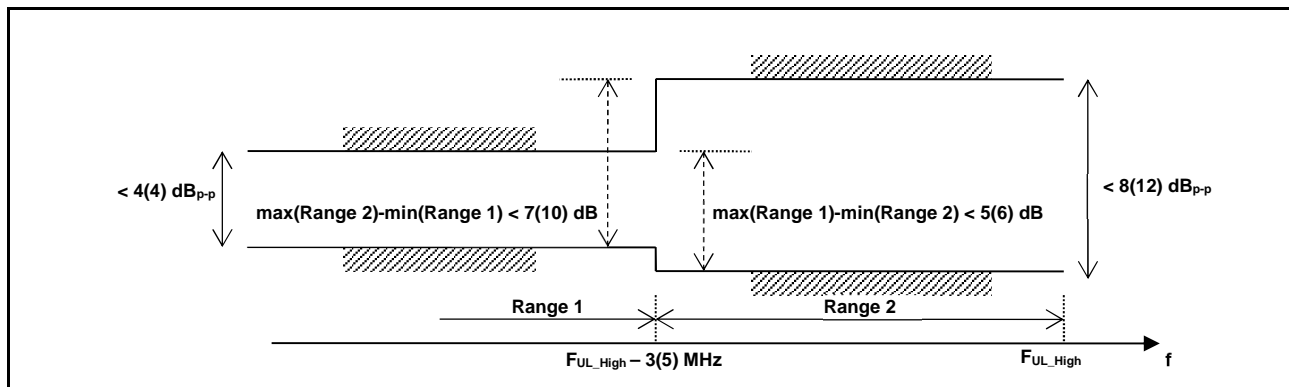 < 4(4) dBp-p
max(Range 2)-min(Range 1) < 7(10) dB
max(Range 1)-min(Range 2) < 5(6) dB
< 8(12) dBp-p
Range 1
Range 2
FUL_High – 3(5) MHz
FUL_High
f